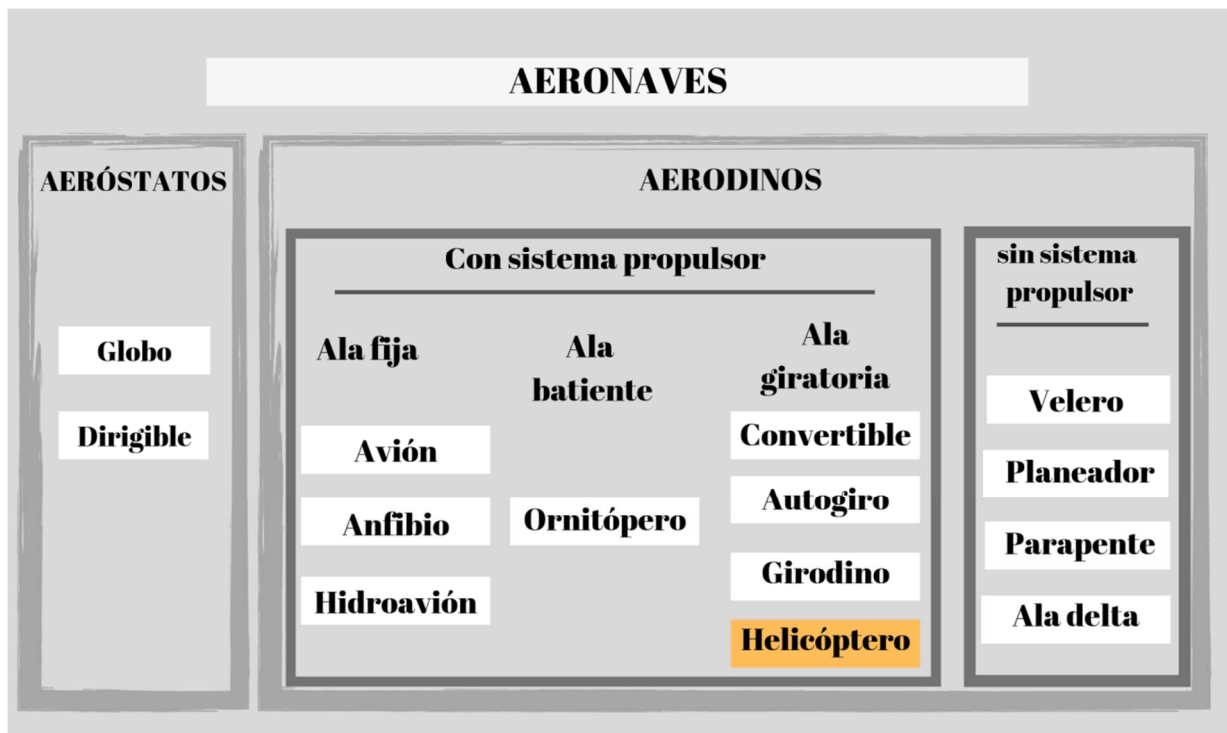 AERONAVES
AERÓSTATOS
Globo
Dirigible
AERODINOS
Con sistema propulsor
Ala fija
Avión
Anfibio
Hidroavión
Ala
batiente
Ornitópero
Ala
giratoria
Convertible
Autogiro
Girodino
Helicóptero
sin sistema
propulsor
Velero
Planeador
Parapente
Ala delta